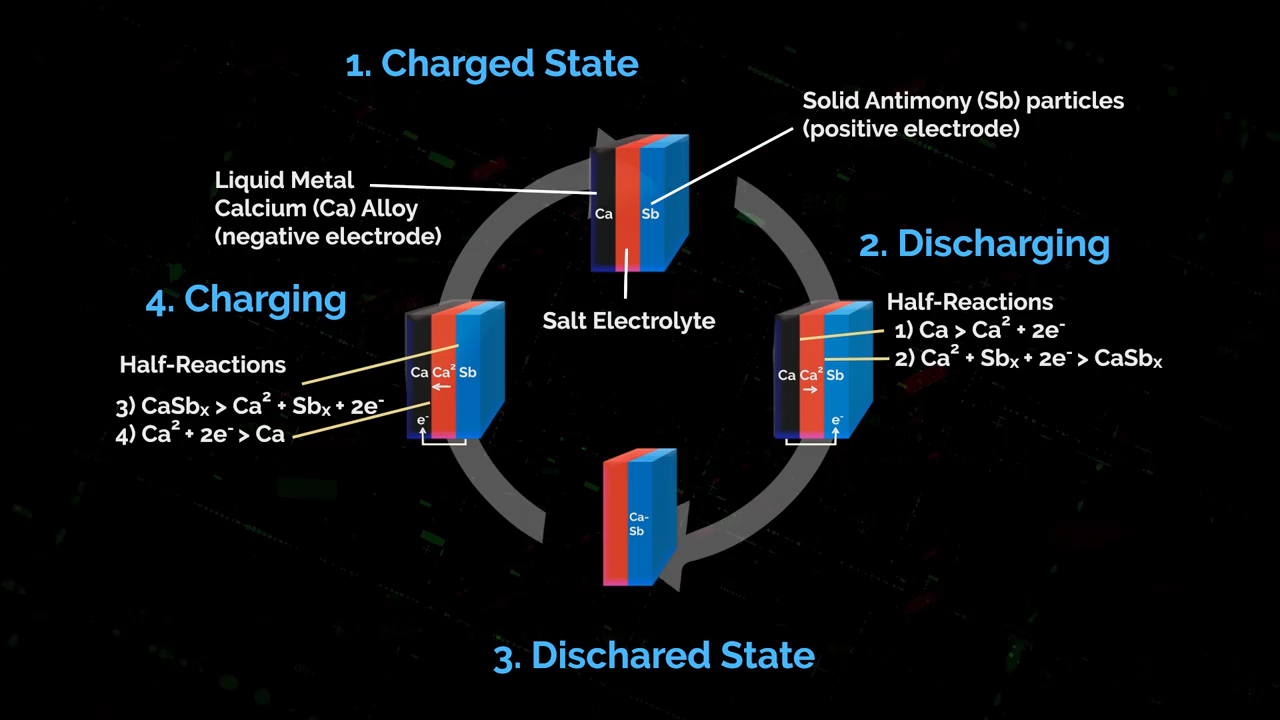 1. Charged State
Solid Antimony (Sb) particles
(positive electrode)
Liquid Metal
Calcium (Ca) Alloy
(negative electrode)
Ca
Sb
Salt Electrolyte
2. Discharging
Half-Reactions
1) Ca > Ca² + 2e⁻
2) Ca² + Sbₓ + 2e⁻ > CaSbₓ
Ca Ca² Sb
→
e⁻
3. Dischared State
Ca-
Sb
4. Charging
Half-Reactions
3) CaSbₓ > Ca² + Sbₓ + 2e⁻
4) Ca² + 2e⁻ > Ca
Ca Ca² Sb
←
e⁻